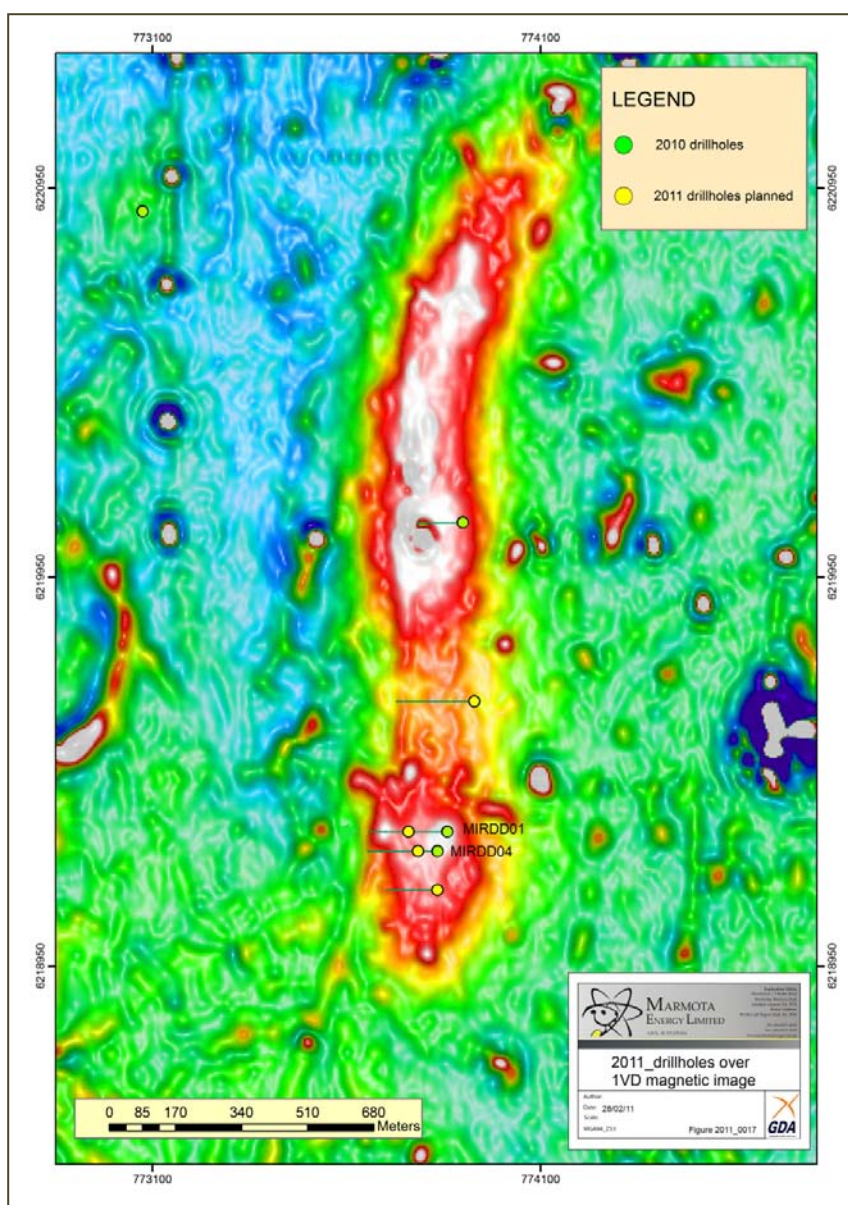 773100
774100
LEGEND
2010 drillholes
2011 drillholes planned
6220950
6220950
6219950
6219950
MIRDD01
MIRDD04
6218950
6218950
MARMOTA
ENERGY LIMITED
2011_drillholes over
1VD magnetic image
Author:
Date: 28/02/11
Scale:
Figure 2011_0017
GDA
0 85 170 340 510 680
Meters
773100
774100